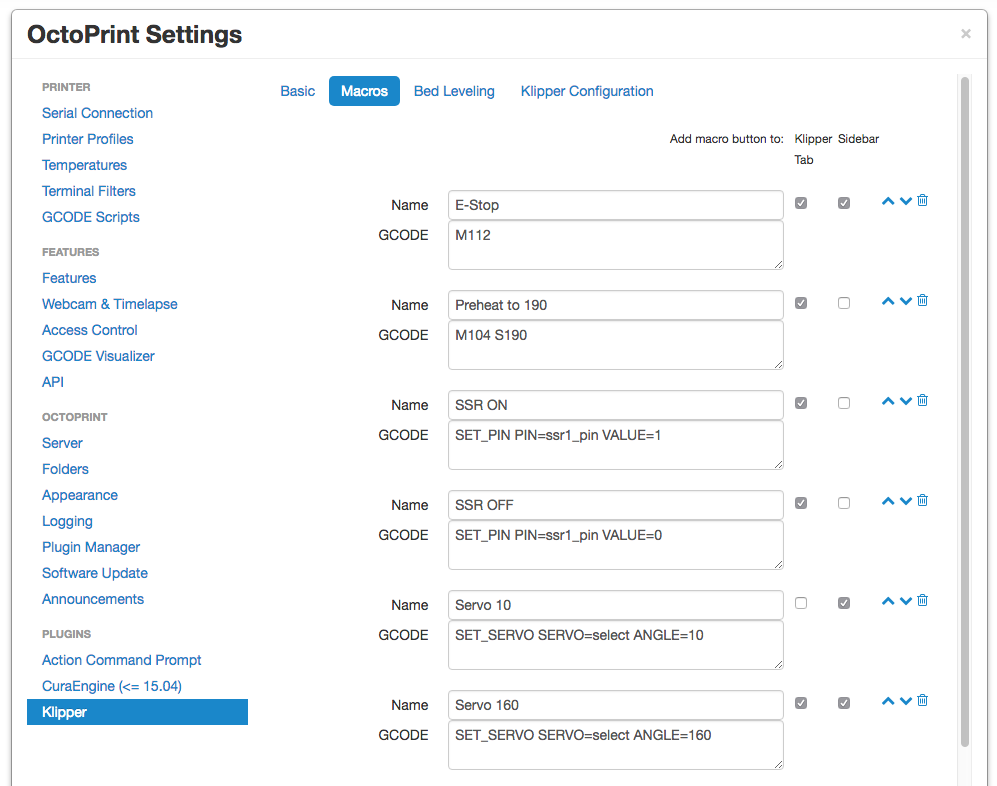 OctoPrint Settings
×
PRINTER
Serial Connection
Printer Profiles
Temperatures
Terminal Filters
GCODE Scripts
FEATURES
Features
Webcam & Timelapse
Access Control
GCODE Visualizer
API
OCTOPRINT
Server
Folders
Appearance
Logging
Plugin Manager
Software Update
Announcements
PLUGINS
Action Command Prompt
CuraEngine (<= 15.04)
Klipper
Basic Macros Bed Leveling Klipper Configuration
Add macro button to: Klipper Sidebar
Tab
Name E-Stop
GCODE M112
Name Preheat to 190
GCODE M104 S190
Name SSR ON
GCODE SET_PIN PIN=ssr1_pin VALUE=1
Name SSR OFF
GCODE SET_PIN PIN=ssr1_pin VALUE=0
Name Servo 10
GCODE SET_SERVO SERVO=select ANGLE=10
Name Servo 160
GCODE SET_SERVO SERVO=select ANGLE=160